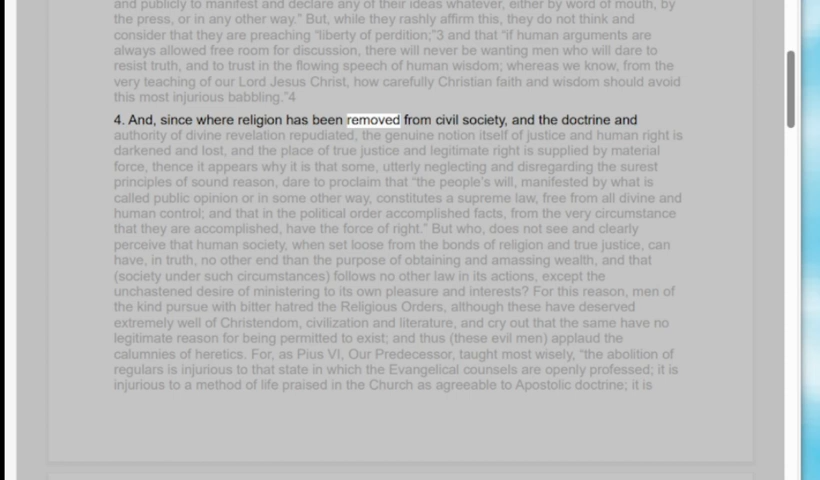 and publicly to manifest and declare any of their ideas whatever, either by word of mouth, by
the press, or in any other way.” But, while they rashly affirm this, they do not think and
consider that they are preaching “liberty of perdition;”3 and that “if human arguments are
always allowed free room for discussion, there will never be wanting men who will dare to
resist truth, and to trust in the flowing speech of human wisdom; whereas we know, from the
very teaching of our Lord Jesus Christ, how carefully Christian faith and wisdom should avoid
this most injurious babbling.”4
4. And, since where religion has been removed from civil society, and the doctrine and
authority of divine revelation repudiated, the genuine notion itself of justice and human right is
darkened and lost, and the place of true justice and legitimate right is supplied by material
force, thence it appears why it is that some, utterly neglecting and disregarding the surest
principles of sound reason, dare to proclaim that “the people’s will, manifested by what is
called public opinion or in some other way, constitutes a supreme law, free from all divine and
human control; and that in the political order accomplished facts, from the very circumstance
that they are accomplished, have the force of right.” But who, does not see and clearly
perceive that human society, when set loose from the bonds of religion and true justice, can
have, in truth, no other end than the purpose of obtaining and amassing wealth, and that
(society under such circumstances) follows no other law in its actions, except the
unchastened desire of ministering to its own pleasure and interests? For this reason, men of
the kind pursue with bitter hatred the Religious Orders, although these have deserved
extremely well of Christendom, civilization and literature, and cry out that the same have no
legitimate reason for being permitted to exist; and thus (these evil men) applaud the
calumnies of heretics. For, as Pius VI, Our Predecessor, taught most wisely, “the abolition of
regulars is injurious to that state in which the Evangelical counsels are openly professed; it is
injurious to a method of life praised in the Church as agreeable to Apostolic doctrine; it is